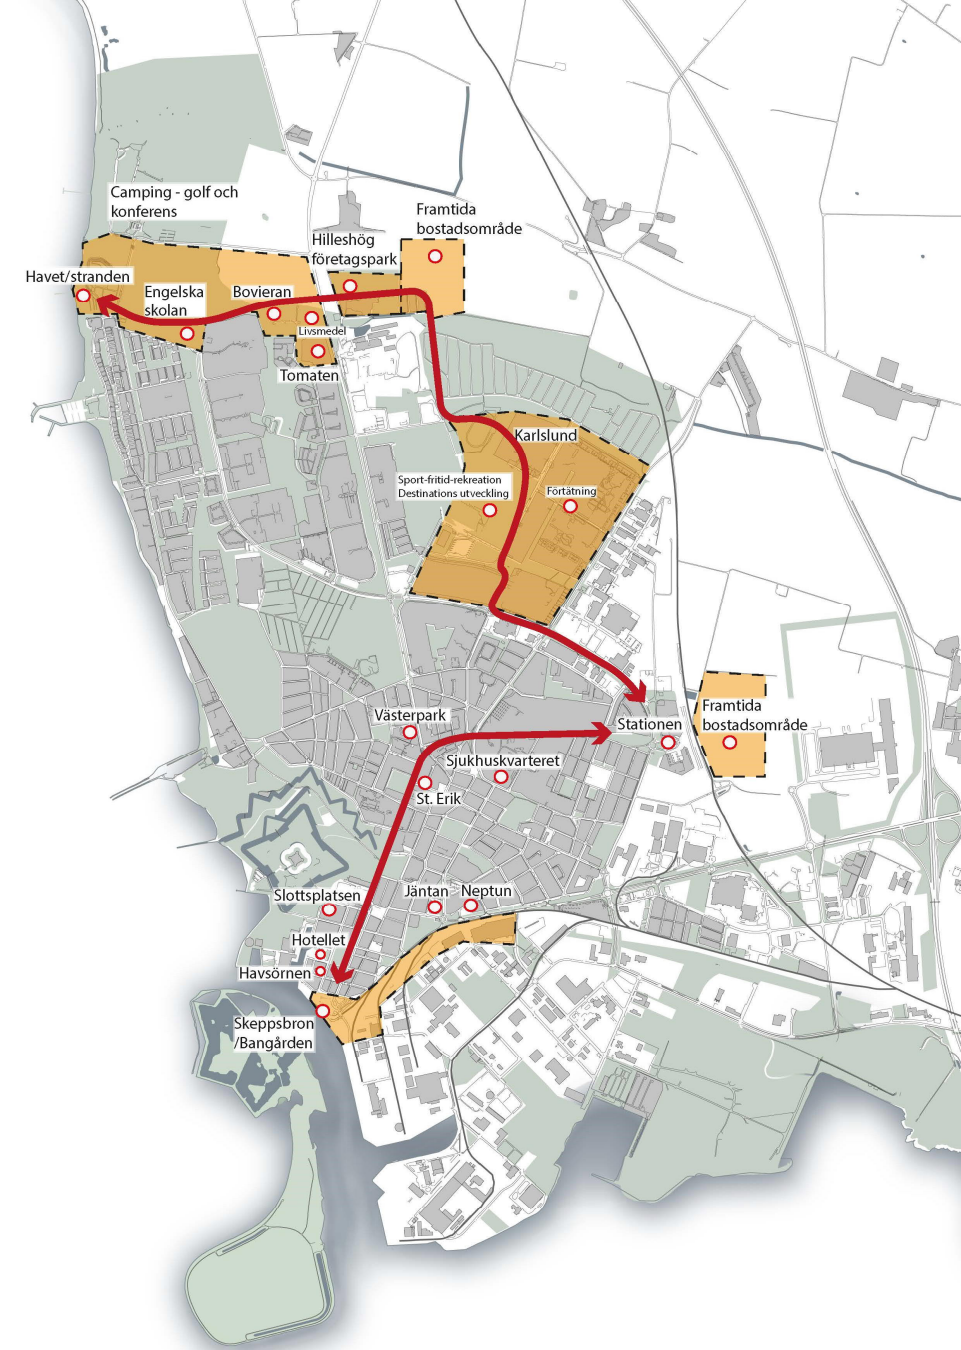 Camping - golf och
konferens
Framtida
bostadsområde
Hilleshög
företagspark
Havet/stranden
Engelska
skolan
Bovieran
Livsmedel
Tomaten
Karlslund
Sport-fritid-rekreation
Destinations utveckling
Förtätning
Framtida
bostadsområde
Västerpark
Stationen
Sjukhuskvarteret
St. Erik
Slottsplatsen
Jäntan
Neptun
Hotellet
Havsörnen
Skeppsbron
/Bangården